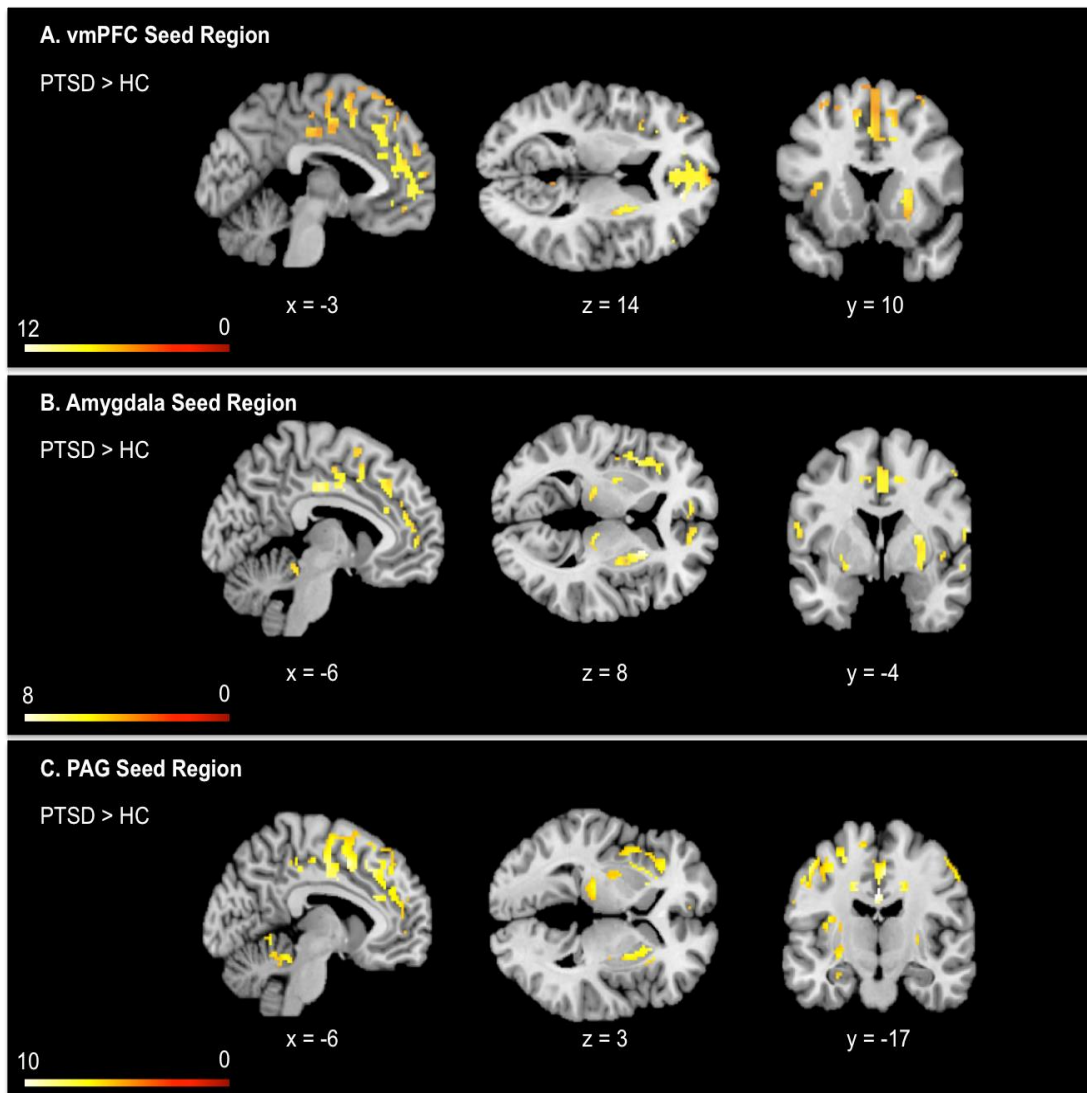 A. vmPFC Seed Region
PTSD > HC
x = -3
z = 14
y = 10
12
0
B. Amygdala Seed Region
PTSD > HC
x = -6
z = 8
y = -4
8
0
C. PAG Seed Region
PTSD > HC
x = -6
z = 3
y = -17
10
0